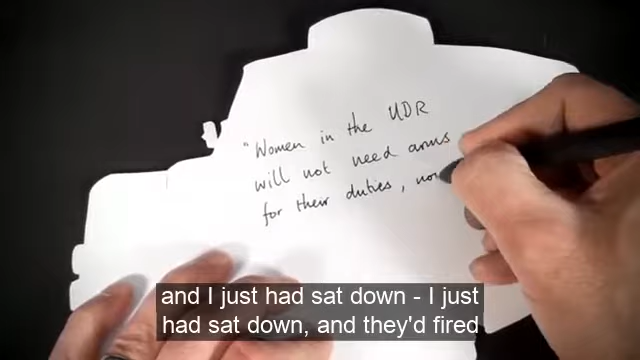 "Women in the UDR
will not need arms
for their duties, no
and I just had sat down - I just
had sat down, and they'd fired